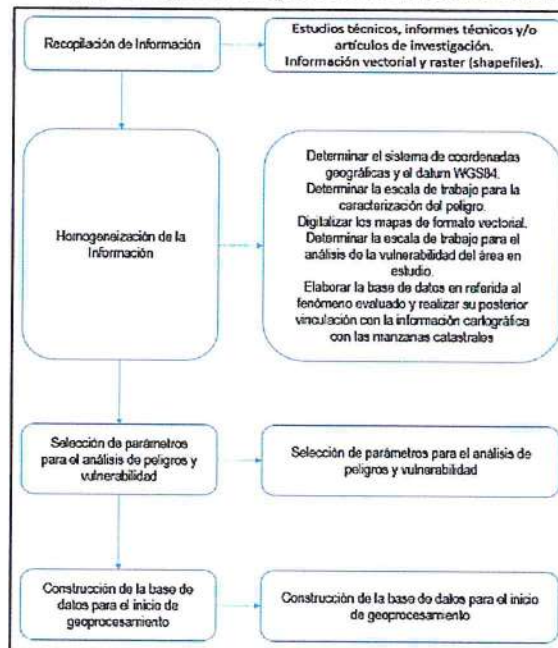 Recopilación de Información
Estudios técnicos, informes técnicos y/o
artículos de investigación.
Información vectorial y raster (shapefiles).
Homogeneización de la
Información
Determinar el sistema de coordenadas
geográficas y el datum WGS84.
Determinar la escala de trabajo para la
caracterización del peligro.
Digitalizar los mapas de formato vectorial.
Determinar la escala de trabajo para el
análisis de la vulnerabilidad del área en
estudio.
Elaborar la base de datos en referida al
fenómeno evaluado y realizar su posterior
vinculación con la información cartográfica
con las manzanas catastrales
Selección de parámetros
para el análisis de peligros y
vulnerabilidad
Selección de parámetros para el análisis de
peligros y vulnerabilidad
Construcción de la base de
datos para el inicio de
geoprocesamiento
Construcción de la base de datos para el inicio
de geoprocesamiento